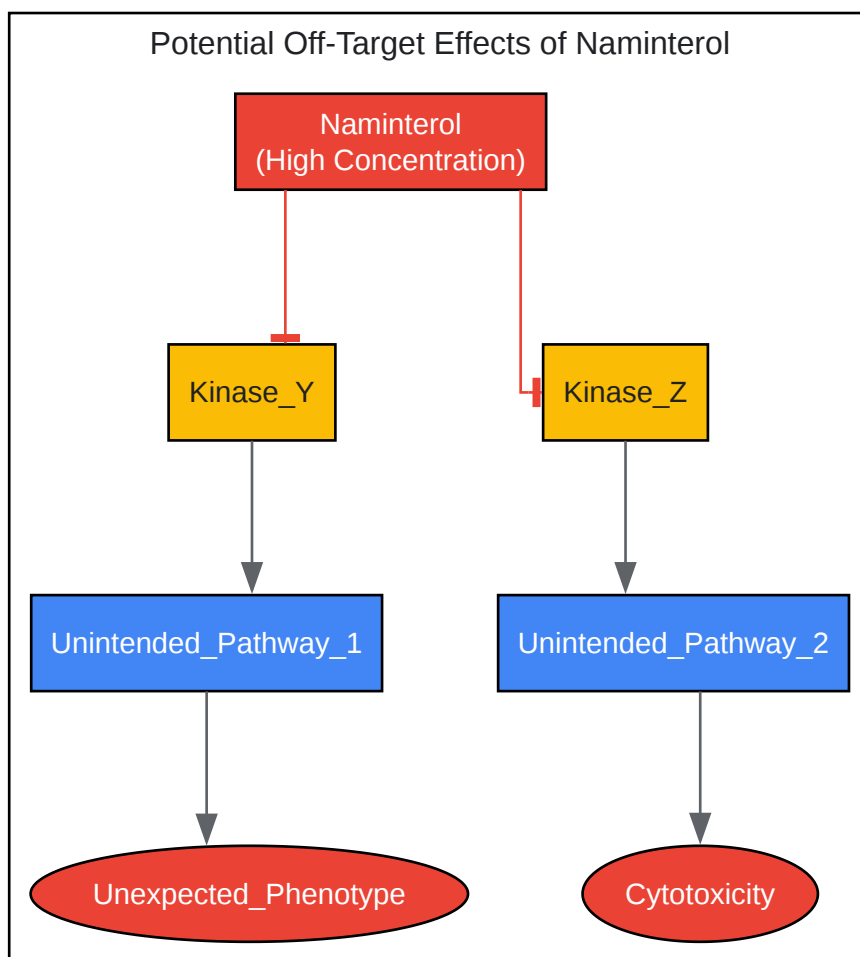 Potential Off-Target Effects of Naminterol
Naminterol
(High Concentration)
Kinase_Y
Kinase_Z
Unintended_Pathway_1
Unintended_Pathway_2
Unexpected_Phenotype
Cytotoxicity